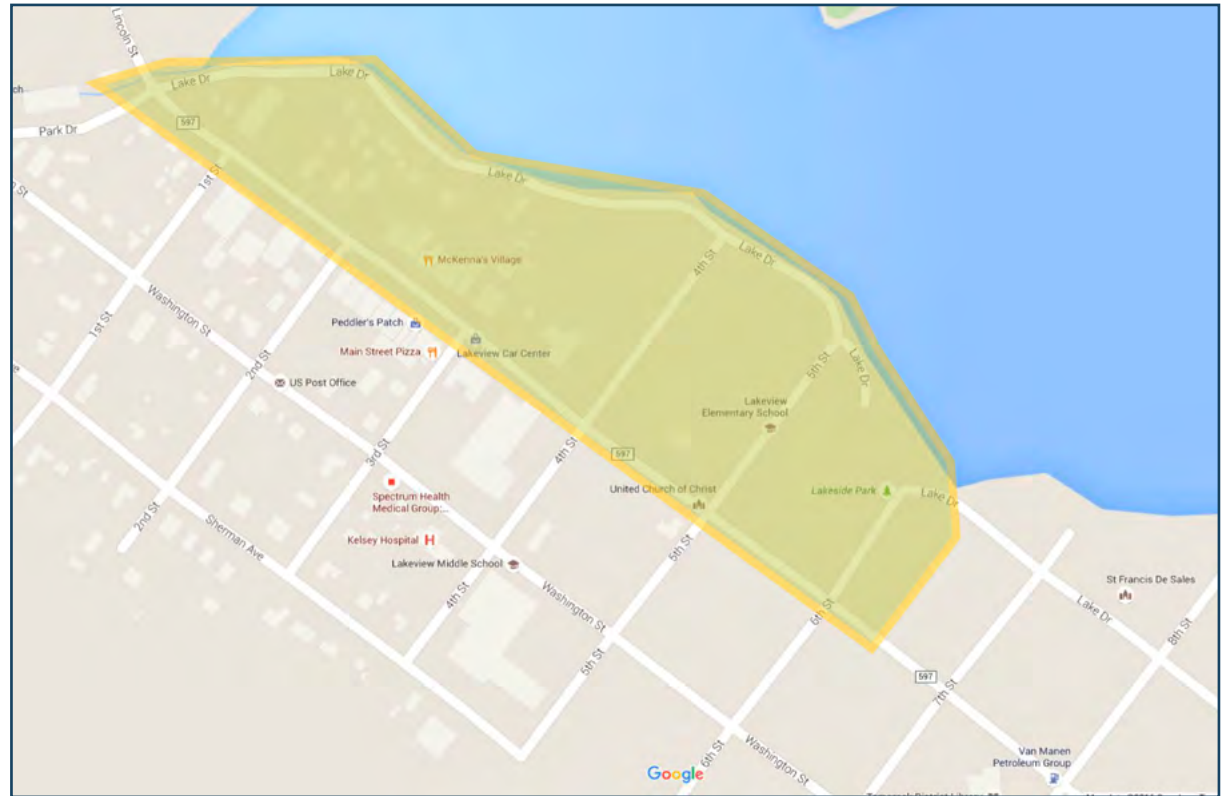 Lincoln St
ch
Lake Dr
Lake Dr
Park Dr
597
1st St
Lake Dr
n St
McKenna's Village
4th St
Lake Dr
Washington St
1st St
Peddler's Patch
Main Street Pizza
Lakeview Car Center
2nd St
US Post Office
5th St
Lake Dr
Lakeview
Elementary School
3rd St
4th St
597
Spectrum Health
Medical Group:...
United Church of Christ
Lakeside Park
Lake Dr
2nd St
Sherman Ave
Kelsey Hospital
H
Lakeview Middle School
5th St
4th St
Washington St
6th St
St Francis De Sales
Lake Dr
8th St
5th St
597
7th St
Washington St
6th St
Google
Van Manen
Petroleum Group